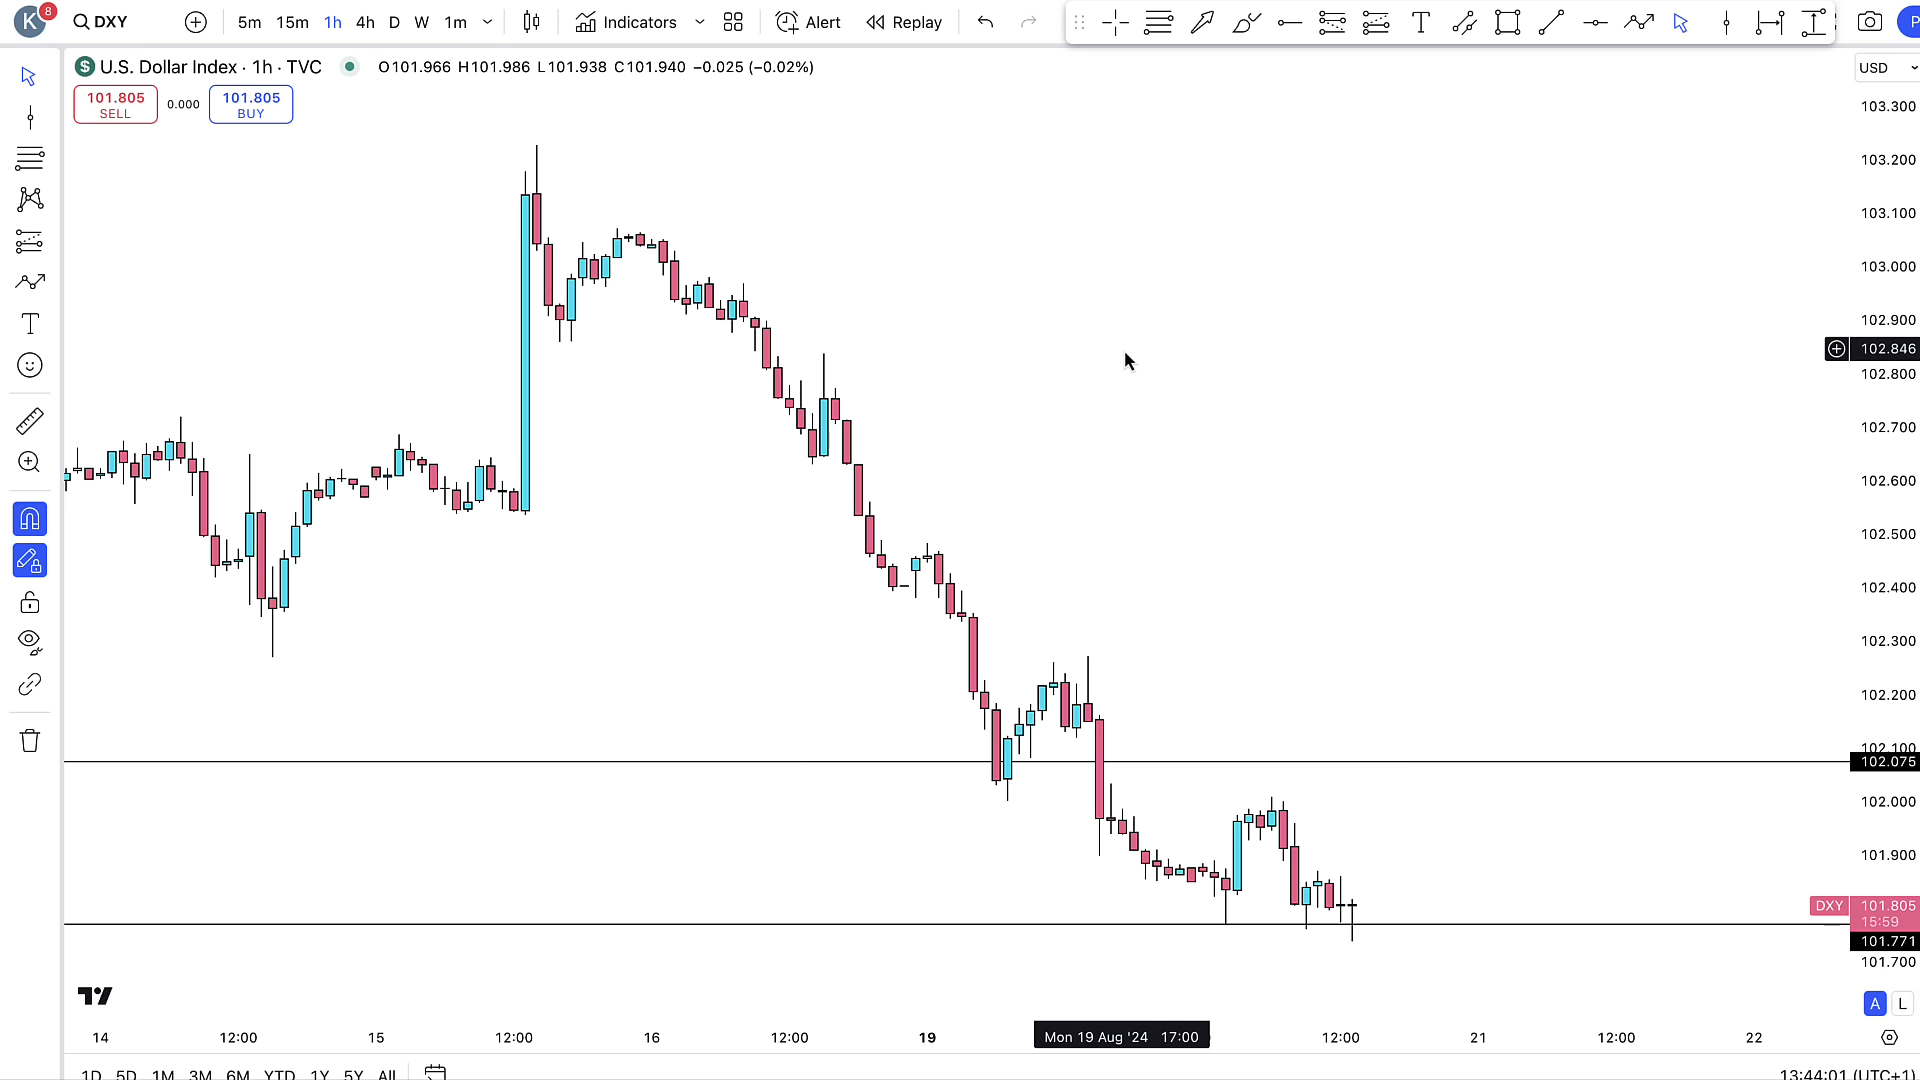 K 8 DXY 5m 15m 1h 4h D W 1m Indicators Alert Replay P
U.S. Dollar Index · 1h · TVC O101.966 H101.986 L101.938 C101.940 −0.025 (−0.02%) USD
101.805 SELL 0.000 101.805 BUY
103.300
103.200
103.100
103.000
102.900
102.846
102.800
102.700
102.600
102.500
102.400
102.300
102.200
102.100
102.075
102.000
101.900
DXY 101.805
15:59
101.771
101.700
A L
14 12:00 15 12:00 16 12:00 19 Mon 19 Aug '24 17:00 12:00 21 12:00 22
1D 5D 1M 3M 6M YTD 1Y 5Y All 13:44:01 (UTC+1)